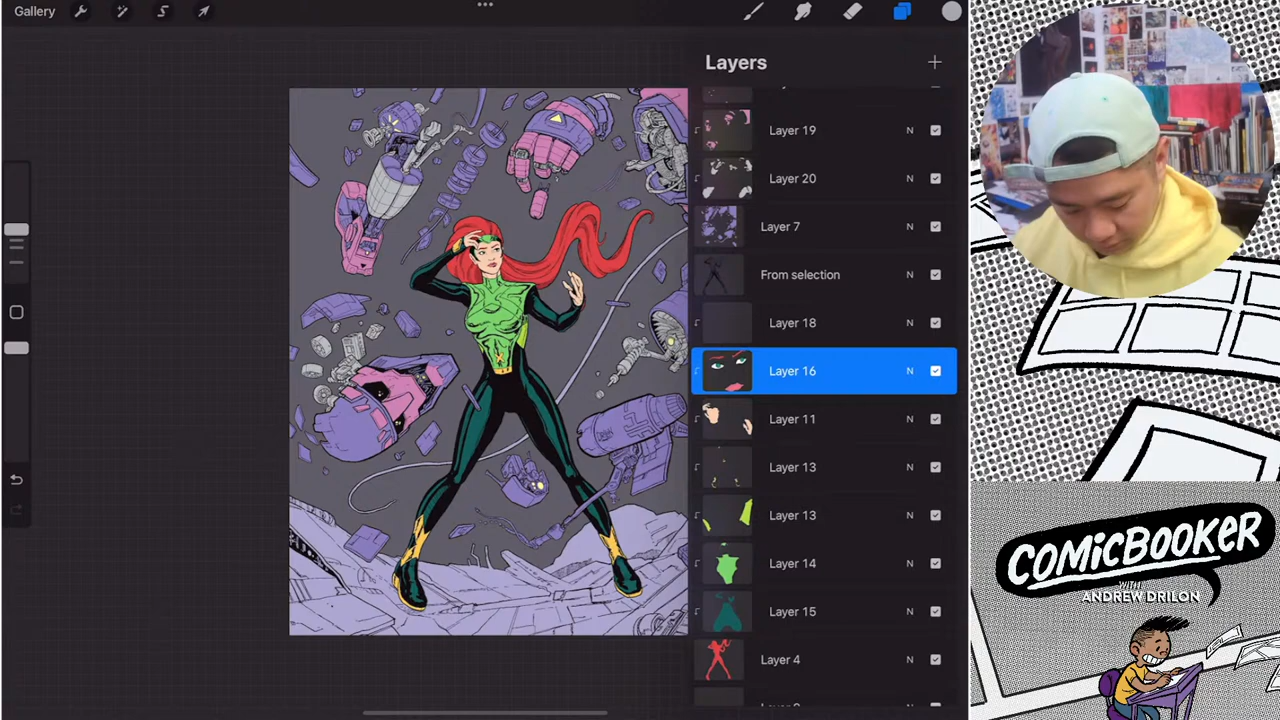 Gallery
Layers
Layer 19 N
Layer 20 N
Layer 7 N
From selection N
Layer 18 N
Layer 16 N
Layer 11 N
Layer 13 N
Layer 13 N
Layer 14 N
Layer 15 N
Layer 4 N
COMICBOOKER
WITH
ANDREW DRILON